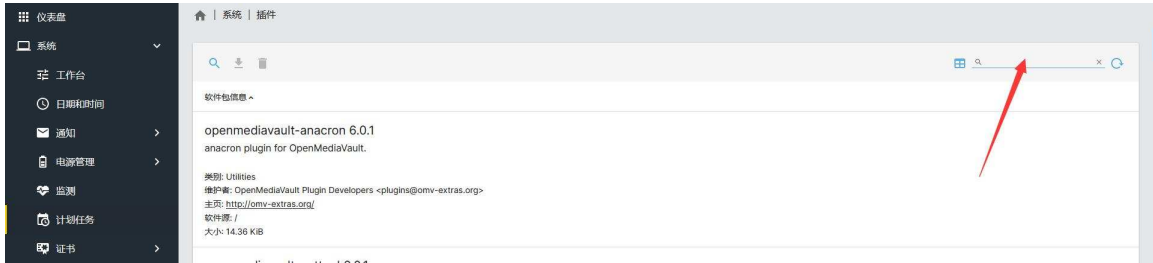 仪表盘
系统
工作台
日期和时间
通知
电源管理
监测
计划任务
证书
| 系统 | 插件
软件包信息
openmediavault-anacron 6.0.1
anacron plugin for OpenMediaVault.
类别: Utilities
维护者: OpenMediaVault Plugin Developers <plugins@omv-extras.org>
主页: http://omv-extras.org/
软件源: /
大小: 14.36 KiB